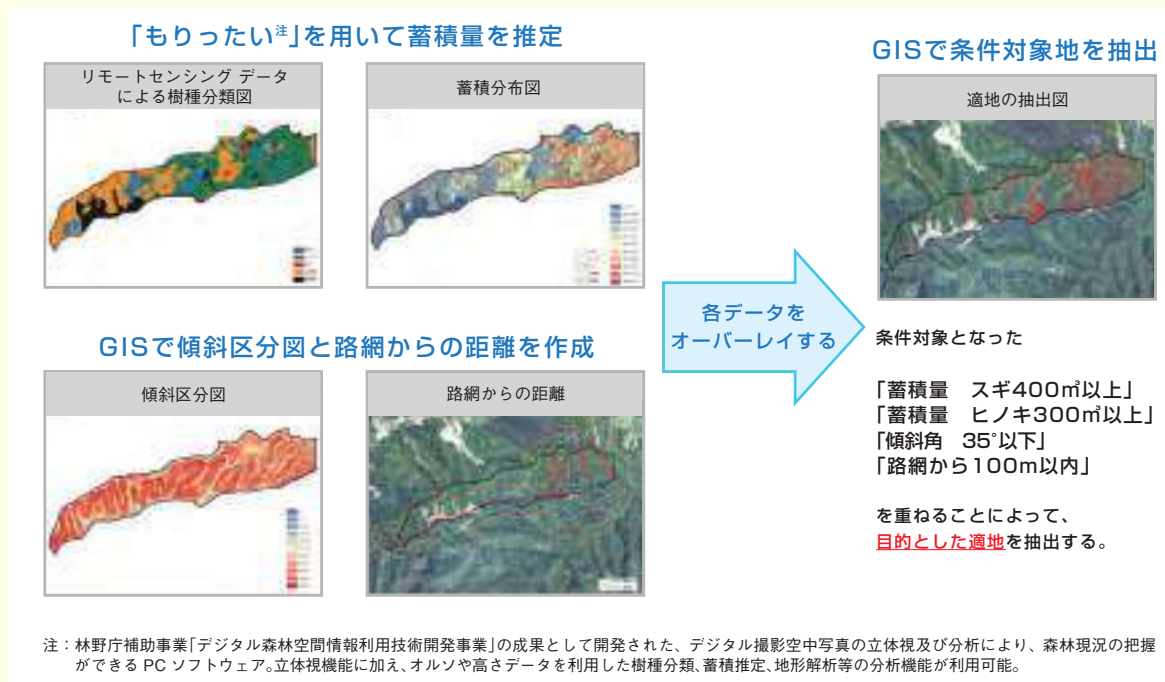 「もりったい注」を用いて蓄積量を推定
リモートセンシング データ
による樹種分類図
蓄積分布図
GISで傾斜区分図と路網からの距離を作成
傾斜区分図
路網からの距離
各データを
オーバーレイする
GISで条件対象地を抽出
適地の抽出図
条件対象となった
「蓄積量　スギ400㎥以上」
「蓄積量　ヒノキ300㎥以上」
「傾斜角　35°以下」
「路網から100m以内」
を重ねることによって、
目的とした適地を抽出する。
注：林野庁補助事業「デジタル森林空間情報利用技術開発事業」の成果として開発された、デジタル撮影空中写真の立体視及び分析により、森林現況の把握
ができる PC ソフトウェア。立体視機能に加え、オルソや高さデータを利用した樹種分類、蓄積推定、地形解析等の分析機能が利用可能。